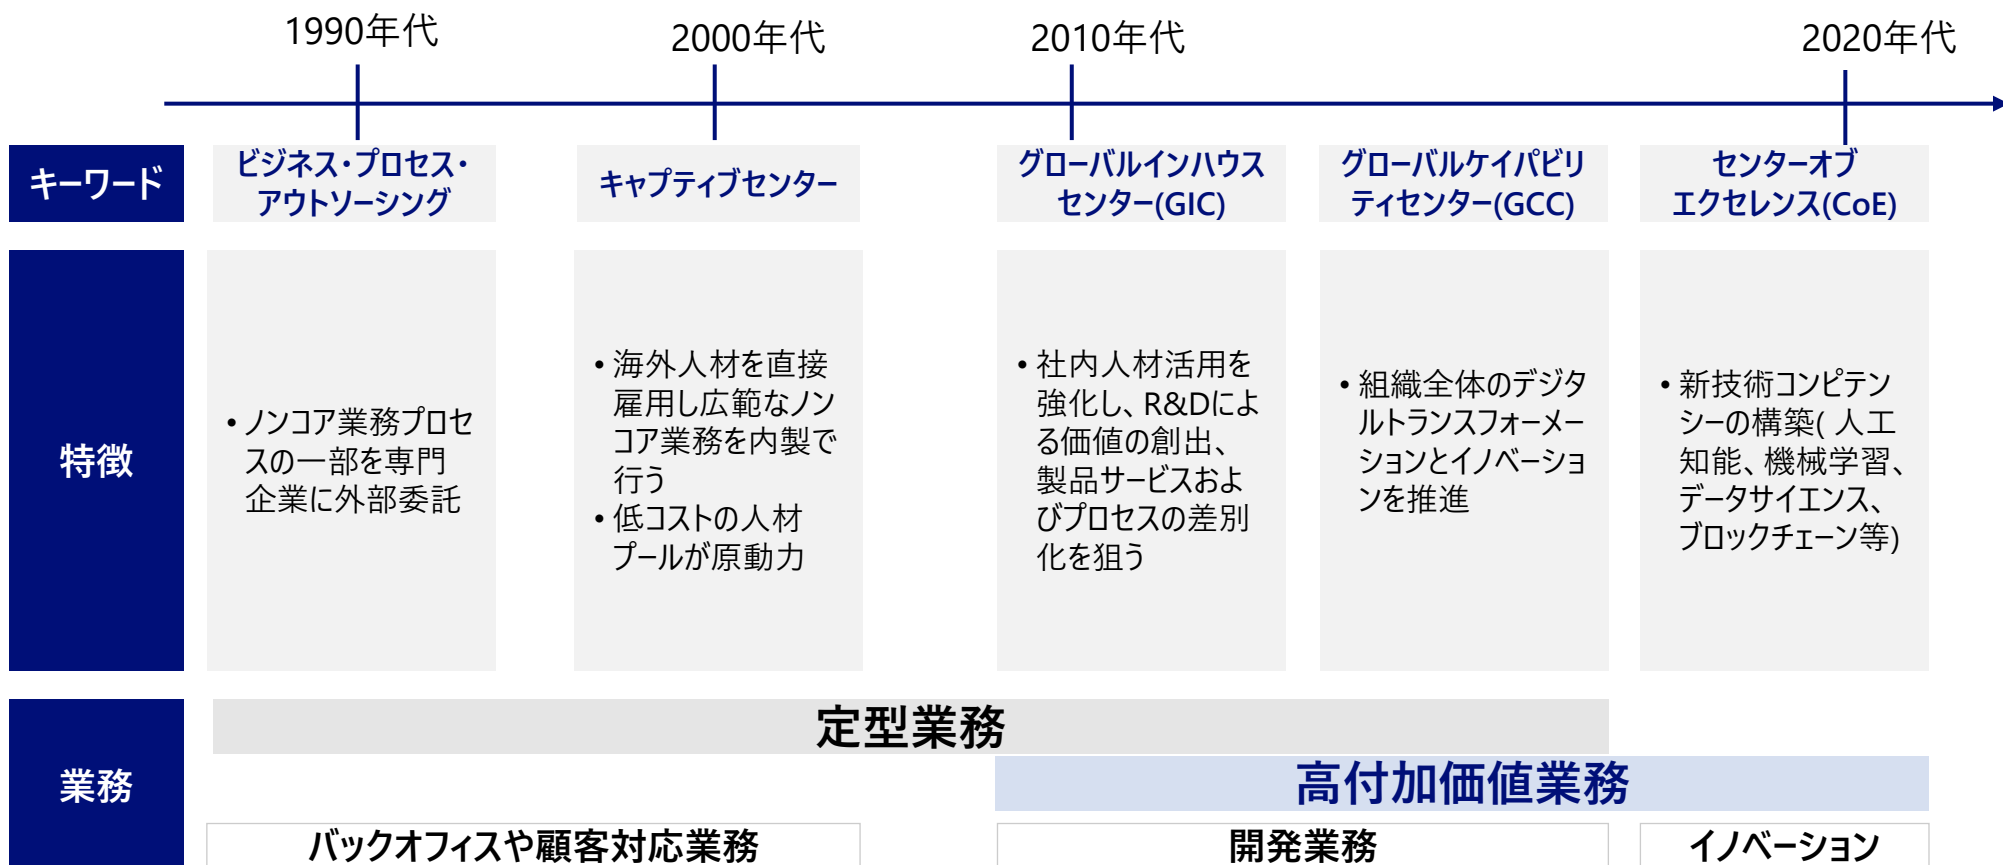 1990年代
2000年代
2010年代
2020年代
キーワード
ビジネス・プロセス・
アウトソーシング
キャプティブセンター
グローバルインハウス
センター(GIC)
グローバルケイパビリ
ティセンター(GCC)
センターオブ
エクセレンス(CoE)
特徴
• ノンコア業務プロセ
スの一部を専門
企業に外部委託
• 海外人材を直接
雇用し広範なノン
コア業務を内製で
行う
• 低コストの人材
プールが原動力
• 社内人材活用を
強化し、R&Dによ
る価値の創出、
製品サービスおよ
びプロセスの差別
化を狙う
• 組織全体のデジタ
ルトランスフォーメー
ションとイノベーショ
ンを推進
• 新技術コンピテン
シーの構築( 人工
知能、機械学習、
データサイエンス、
ブロックチェーン等)
業務
定型業務
高付加価値業務
バックオフィスや顧客対応業務
開発業務
イノベーション